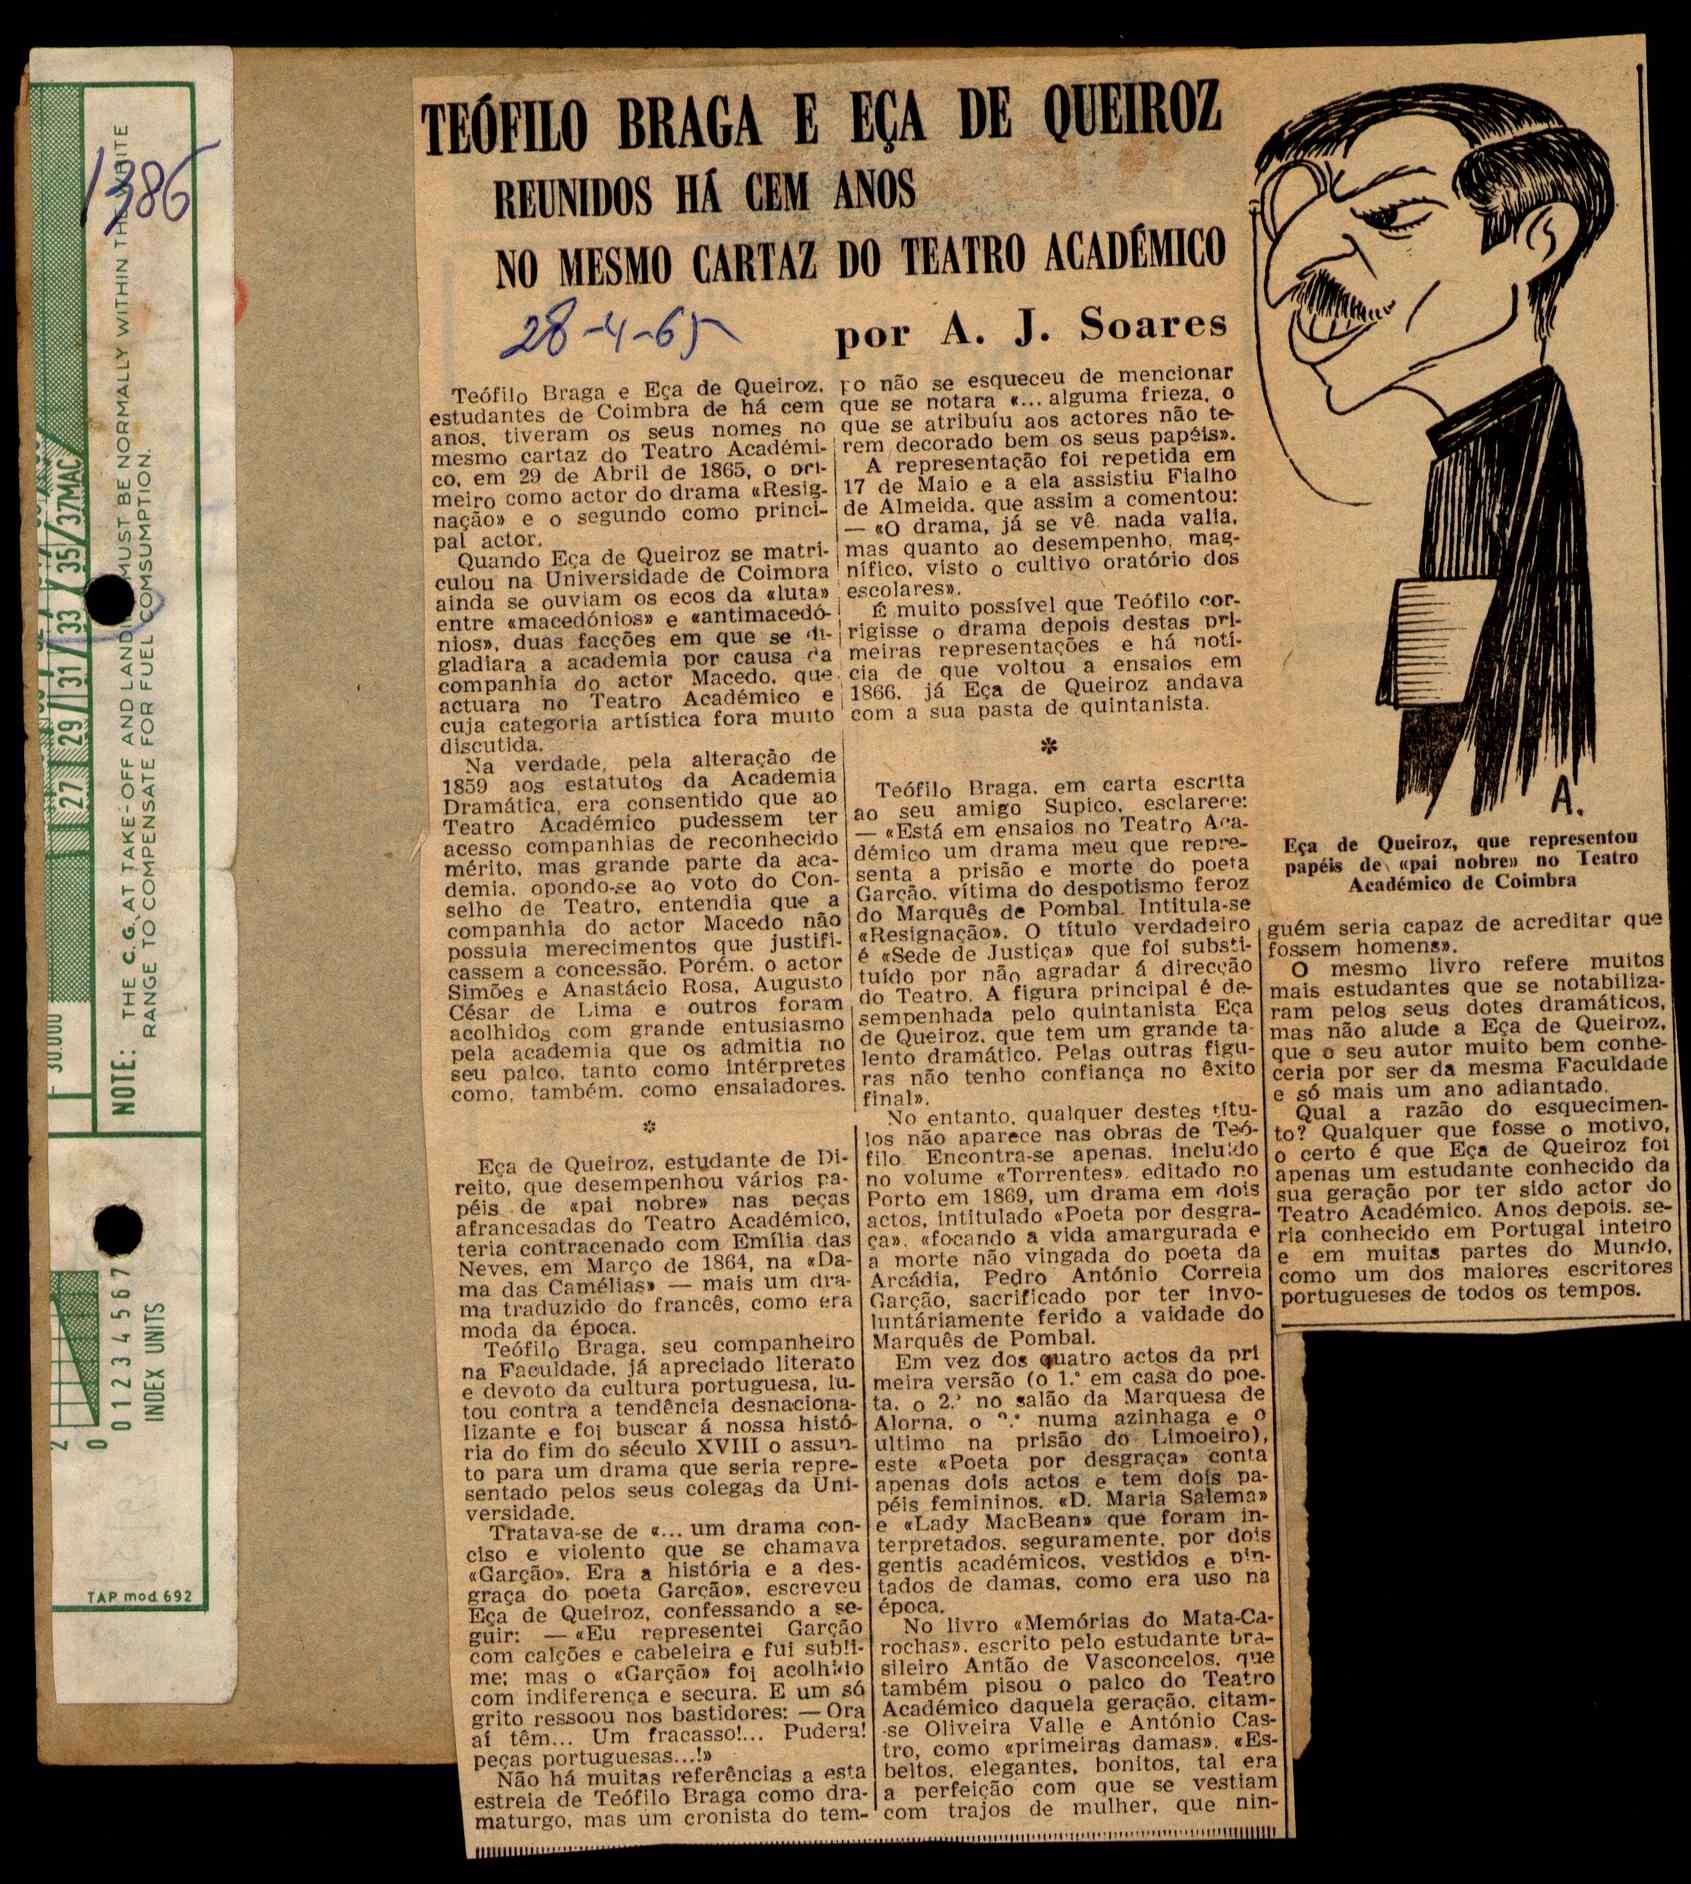 1386
NOTE: THE C.G. AT TAKE-OFF AND LANDI MUST BE NORMALLY WITHIN TH WHITE
RANGE TO COMPENSATE FOR FUEL COMSUMPTION.
27 29 31 33 35/37MAC
30.000
7
6
5
4
3
2
1
0
INDEX UNITS
2
0
TAP mod 692
TEÓFILO BRAGA E EÇA DE QUEIROZ
REUNIDOS HÁ CEM ANOS
NO MESMO CARTAZ DO TEATRO ACADÉMICO
28-4-65
por A. J. Soares
Teófilo Braga e Eça de Queiroz,
estudantes de Coimbra de há cem
anos, tiveram os seus nomes no
mesmo cartaz do Teatro Académi-
co, em 29 de Abril de 1865, o pri-
meiro como actor do drama «Resig-
nação» e o segundo como princi-
pal actor.
Quando Eça de Queiroz se matri-
culou na Universidade de Coimbra
ainda se ouviam os ecos da «luta»
entre «macedónios» e «antimacedó-
nios», duas facções em que se di-
gladiara a academia por causa da
companhia do actor Macedo, que
actuara no Teatro Académico e
cuja categoria artística fora muito
discutida.
Na verdade, pela alteração de
1859 aos estatutos da Academia
Dramática, era consentido que ao
Teatro Académico pudessem ter
acesso companhias de reconhecido
mérito, mas grande parte da aca-
demia, opondo-se ao voto do Con-
selho de Teatro, entendia que a
companhia do actor Macedo não
possuia merecimentos que justifi-
cassem a concessão. Porém, o actor
Simões e Anastácio Rosa, Augusto
César de Lima e outros foram
acolhidos com grande entusiasmo
pela academia que os admitia no
seu palco, tanto como intérpretes
como, também, como ensaiadores.
*
Eça de Queiroz, estudante de Di-
reito, que desempenhou vários pa-
péis de «pai nobre» nas peças
afrancesadas do Teatro Académico,
teria contracenado com Emília das
Neves, em Março de 1864, na «Da-
ma das Camélias» — mais um dra-
ma traduzido do francês, como era
moda da época.
Teófilo Braga, seu companheiro
na Faculdade, já apreciado literato
e devoto da cultura portuguesa, lu-
tou contra a tendência desnaciona-
lizante e foi buscar á nossa histó-
ria do fim do século XVIII o assun-
to para um drama que seria repre-
sentado pelos seus colegas da Uni-
versidade.
Tratava-se de «... um drama con-
ciso e violento que se chamava
«Garção». Era a história e a des-
graça do poeta Garção», escreveu
Eça de Queiroz, confessando a se-
guir: — «Eu representei Garção
com calções e cabeleira e fui subli-
me; mas o «Garção» foi acolhido
com indiferença e secura. E um só
grito ressoou nos bastidores: — Ora
aí têm... Um fracasso!... Pudera!
peças portuguesas...!»
Não há muitas referências a esta
estreia de Teófilo Braga como dra-
maturgo, mas um cronista do tem-
ro não se esqueceu de mencionar
que se notara «... alguma frieza, o
que se atribuíu aos actores não te-
rem decorado bem os seus papéis».
A representação foi repetida em
17 de Maio e a ela assistiu Fialho
de Almeida, que assim a comentou:
— «O drama, já se vê, nada valia,
mas quanto ao desempenho, mag-
nífico, visto o cultivo oratório dos
escolares».
É muito possível que Teófilo cor-
rigisse o drama depois destas pri-
meiras representações e há notí-
cia de que voltou a ensaios em
1866, já Eça de Queiroz andava
com a sua pasta de quintanista.
*
Teófilo Braga, em carta escrita
ao seu amigo Supico, esclarece:
— «Está em ensaios no Teatro Aca-
démico um drama meu que repre-
senta a prisão e morte do poeta
Garção, vítima do despotismo feroz
do Marquês de Pombal. Intitula-se
«Resignação». O título verdadeiro
é «Sede de Justiça» que foi substi-
tuído por não agradar á direcção
do Teatro. A figura principal é de-
sempenhada pelo quintanista Eça
de Queiroz, que tem um grande ta-
lento dramático. Pelas outras figu-
ras não tenho confiança no êxito
final».
No entanto, qualquer destes títu-
los não aparece nas obras de Teó-
filo. Encontra-se apenas, incluído
no volume «Torrentes», editado no
Porto em 1869, um drama em dois
actos, intitulado «Poeta por desgra-
ça», «focando a vida amargurada e
a morte não vingada do poeta da
Arcádia, Pedro António Correia
Garção, sacrificado por ter invo-
luntáriamente ferido a vaidade do
Marquês de Pombal.
Em vez dos quatro actos da pri
meira versão (o 1.º em casa do poe-
ta, o 2.º no salão da Marquesa de
Alorna, o 3.º numa azinhaga e o
ultimo na prisão do Limoeiro),
este «Poeta por desgraça» conta
apenas dois actos e tem dois pa-
péis femininos, «D. Maria Salema»
e «Lady MacBean» que foram in-
terpretados, seguramente, por dois
gentis académicos, vestidos e pin-
tados de damas, como era uso na
época.
No livro «Memórias do Mata-Ca-
rochas», escrito pelo estudante bra-
sileiro Antão de Vasconcelos, que
também pisou o palco do Teatro
Académico daquela geração, citam-
-se Oliveira Valle e António Cas-
tro, como «primeiras damas». «Es-
beltos, elegantes, bonitos, tal era
a perfeição com que se vestiam
com trajos de mulher, que nin-
A.
Eça de Queiroz, que representou
papéis de «pai nobre» no Teatro
Académico de Coimbra
guém seria capaz de acreditar que
fossem homens».
O mesmo livro refere muitos
mais estudantes que se notabiliza-
ram pelos seus dotes dramáticos,
mas não alude a Eça de Queiroz,
que o seu autor muito bem conhe-
ceria por ser da mesma Faculdade
e só mais um ano adiantado.
Qual a razão do esquecimen-
to? Qualquer que fosse o motivo,
o certo é que Eça de Queiroz foi
apenas um estudante conhecido da
sua geração por ter sido actor do
Teatro Académico. Anos depois, se-
ria conhecido em Portugal inteiro
e em muitas partes do Mundo,
como um dos maiores escritores
portugueses de todos os tempos.